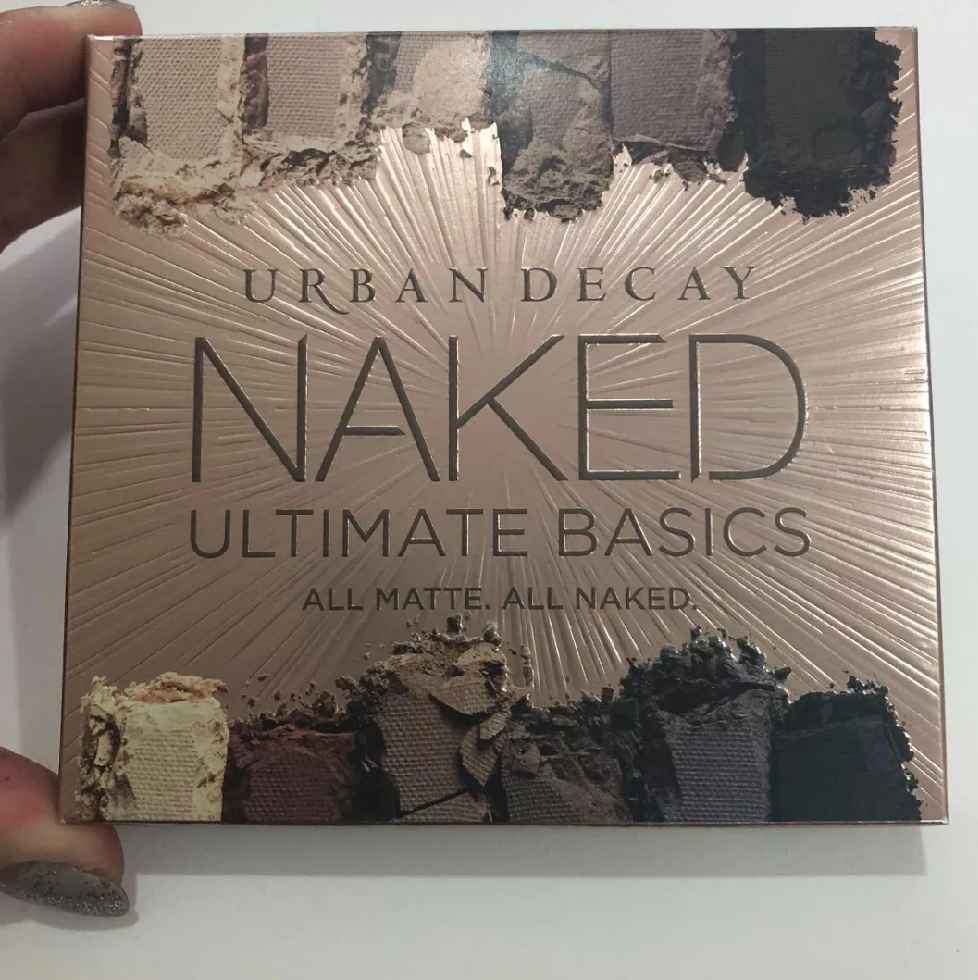 URBAN DECAY
NAKED
ULTIMATE BASICS
ALL MATTE. ALL NAKED.